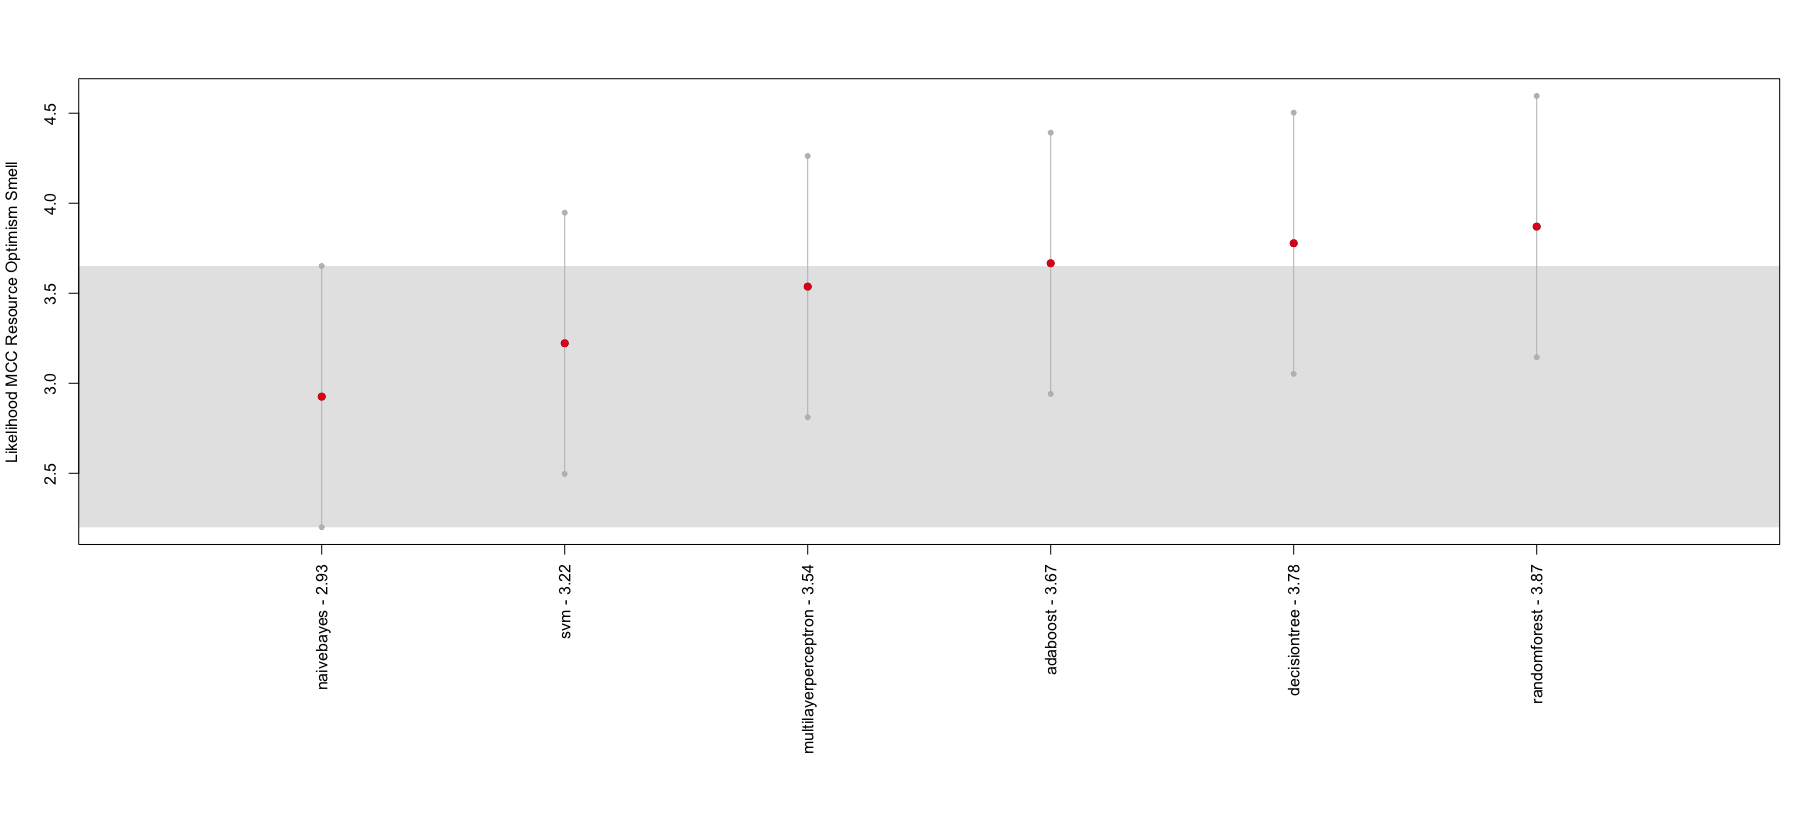 Likelihood MCC Resource Optimism Smell
4.5
4.0
3.5
3.0
2.5
naivebayes - 2.93
svm - 3.22
multilayerperceptron - 3.54
adaboost - 3.67
decisiontree - 3.78
randomforest - 3.87